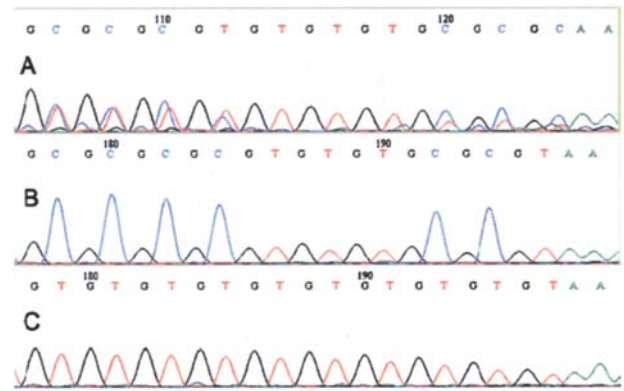 110 120
G C G C G C G T G T G T G T G C G C G C A A
A
180 190
G C G C G C G C G T G T G T G C G C G T A A
B
180 190
G T G T G T G T G T G T G T G T G T G T A A
C